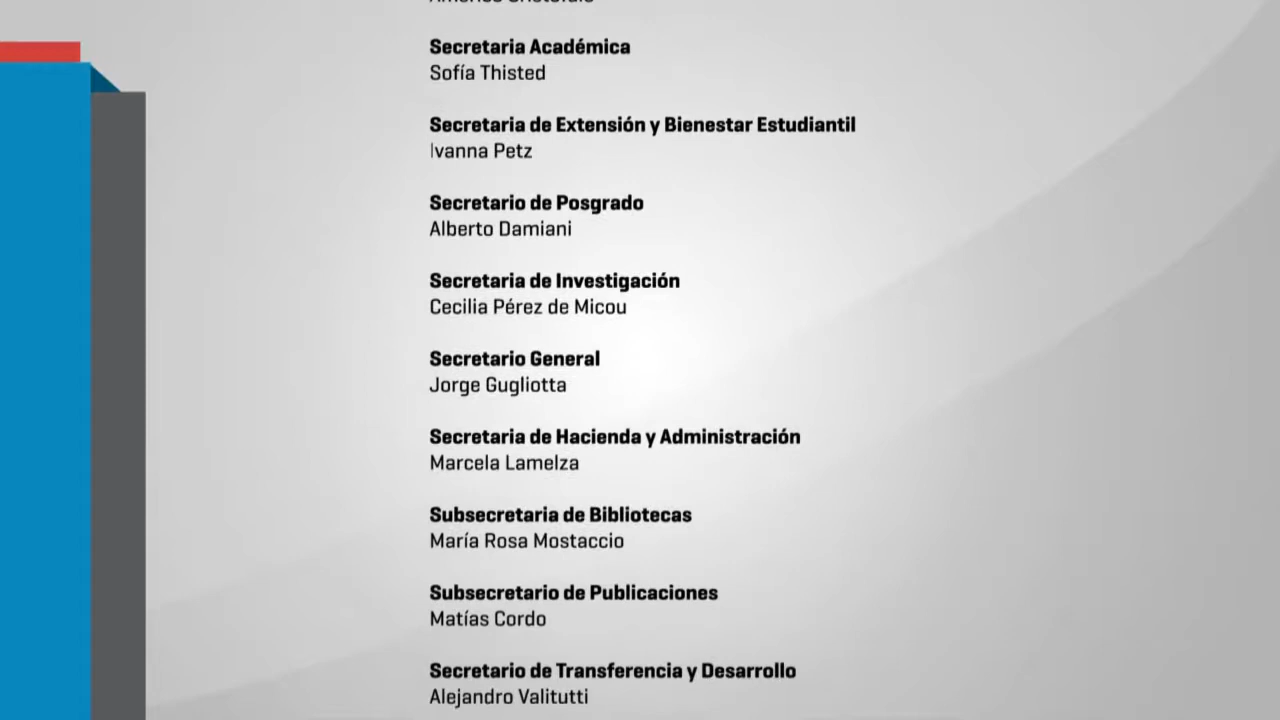 Secretaria Académica
Sofía Thisted
Secretaria de Extensión y Bienestar Estudiantil
Ivanna Petz
Secretario de Posgrado
Alberto Damiani
Secretaria de Investigación
Cecilia Pérez de Micou
Secretario General
Jorge Gugliotta
Secretaria de Hacienda y Administración
Marcela Lamelza
Subsecretaria de Bibliotecas
María Rosa Mostaccio
Subsecretario de Publicaciones
Matías Cordo
Secretario de Transferencia y Desarrollo
Alejandro Valitutti